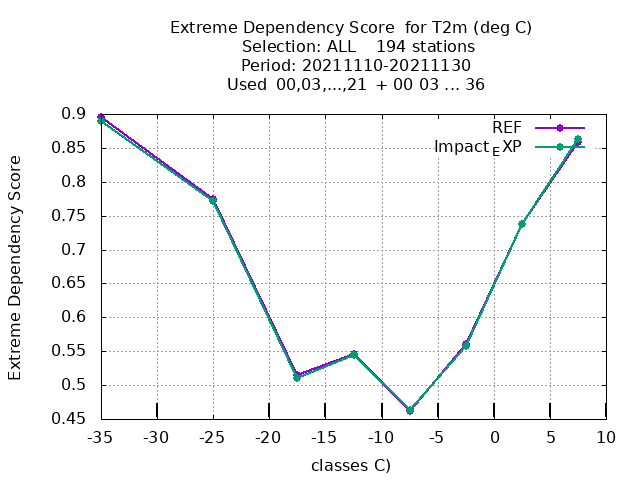 Extreme Dependency Score  for T2m (deg C)
Selection: ALL    194 stations
Period: 20211110-20211130
Used  00,03,...,21  + 00 03 ... 36
REF
Impact_EXP
Extreme Dependency Score
0.9
0.85
0.8
0.75
0.7
0.65
0.6
0.55
0.5
0.45
-35 -30 -25 -20 -15 -10 -5 0 5 10
classes C)